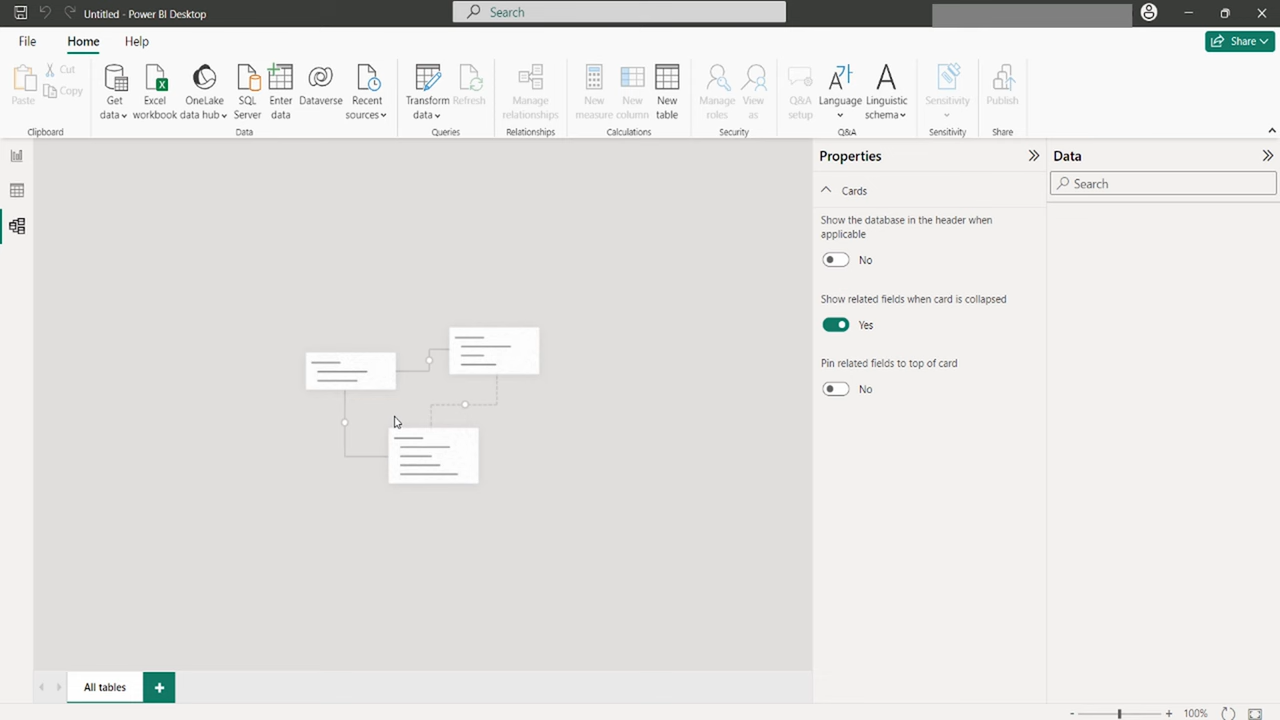 Untitled - Power BI Desktop
Search
File
Home
Help
Share
Paste
Cut
Copy
Clipboard
Get data
Excel workbook
OneLake data hub
SQL Server
Enter data
Dataverse
Recent sources
Data
Transform data
Refresh
Queries
Manage relationships
Relationships
New measure
New column
New table
Calculations
Manage roles
View as
Security
Q&A setup
Language
Linguistic schema
Q&A
Sensitivity
Sensitivity
Publish
Share
Properties
Cards
Show the database in the header when
applicable
No
Show related fields when card is collapsed
Yes
Pin related fields to top of card
No
Data
Search
All tables
- + 100%